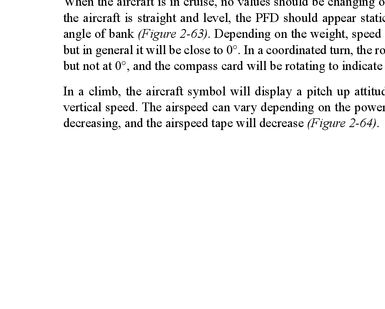 When the aircraft is in cruise, no values should be changing o
the aircraft is straight and level, the PFD should appear static
angle of bank (Figure 2-63). Depending on the weight, speed
but in general it will be close to 0°. In a coordinated turn, the ro
but not at 0°, and the compass card will be rotating to indicate
In a climb, the aircraft symbol will display a pitch up attitud
vertical speed. The airspeed can vary depending on the power
decreasing, and the airspeed tape will decrease (Figure 2-64).